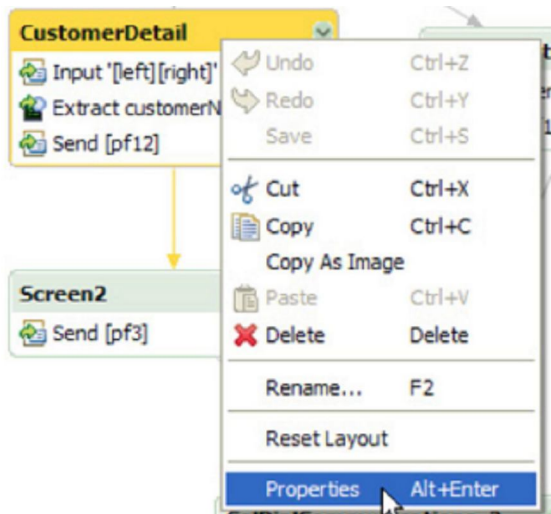 CustomerDetail
Input '[left][right]'
Extract customerN
Send [pf12]
Screen2
Send [pf3]
Undo Ctrl+Z
Redo Ctrl+Y
Save Ctrl+S
Cut Ctrl+X
Copy Ctrl+C
Copy As Image
Paste Ctrl+V
Delete Delete
Rename... F2
Reset Layout
Properties Alt+Enter